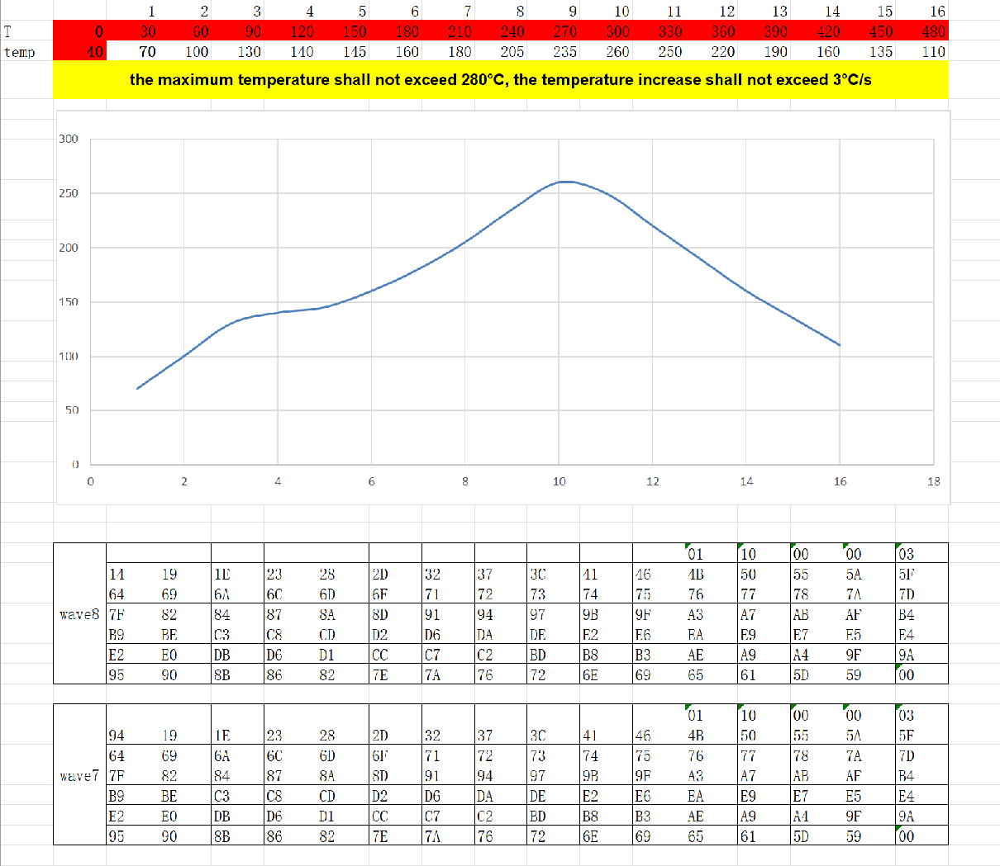 1 2 3 4 5 6 7 8 9 10 11 12 13 14 15 16
T 0 30 60 90 120 150 180 210 240 270 300 330 360 390 420 450 480
temp 40 70 100 130 140 145 160 180 205 235 260 250 220 190 160 135 110
the maximum temperature shall not exceed 280°C, the temperature increase shall not exceed 3°C/s
300
250
200
150
100
50
0
0 2 4 6 8 10 12 14 16 18
01 10 00 00 03
14 19 1E 23 28 2D 32 37 3C 41 46 4B 50 55 5A 5F
64 69 6A 6C 6D 6F 71 72 73 74 75 76 77 78 7A 7D
wave8 7F 82 84 87 8A 8D 91 94 97 9B 9F A3 A7 AB AF B4
B9 BE C3 C8 CD D2 D6 DA DE E2 E6 EA E9 E7 E5 E4
E2 E0 DB D6 D1 CC C7 C2 BD B8 B3 AE A9 A4 9F 9A
95 90 8B 86 82 7E 7A 76 72 6E 69 65 61 5D 59 00
01 10 00 00 03
94 19 1E 23 28 2D 32 37 3C 41 46 4B 50 55 5A 5F
64 69 6A 6C 6D 6F 71 72 73 74 75 76 77 78 7A 7D
wave7 7F 82 84 87 8A 8D 91 94 97 9B 9F A3 A7 AB AF B4
B9 BE C3 C8 CD D2 D6 DA DE E2 E6 EA E9 E7 E5 E4
E2 E0 DB D6 D1 CC C7 C2 BD B8 B3 AE A9 A4 9F 9A
95 90 8B 86 82 7E 7A 76 72 6E 69 65 61 5D 59 00